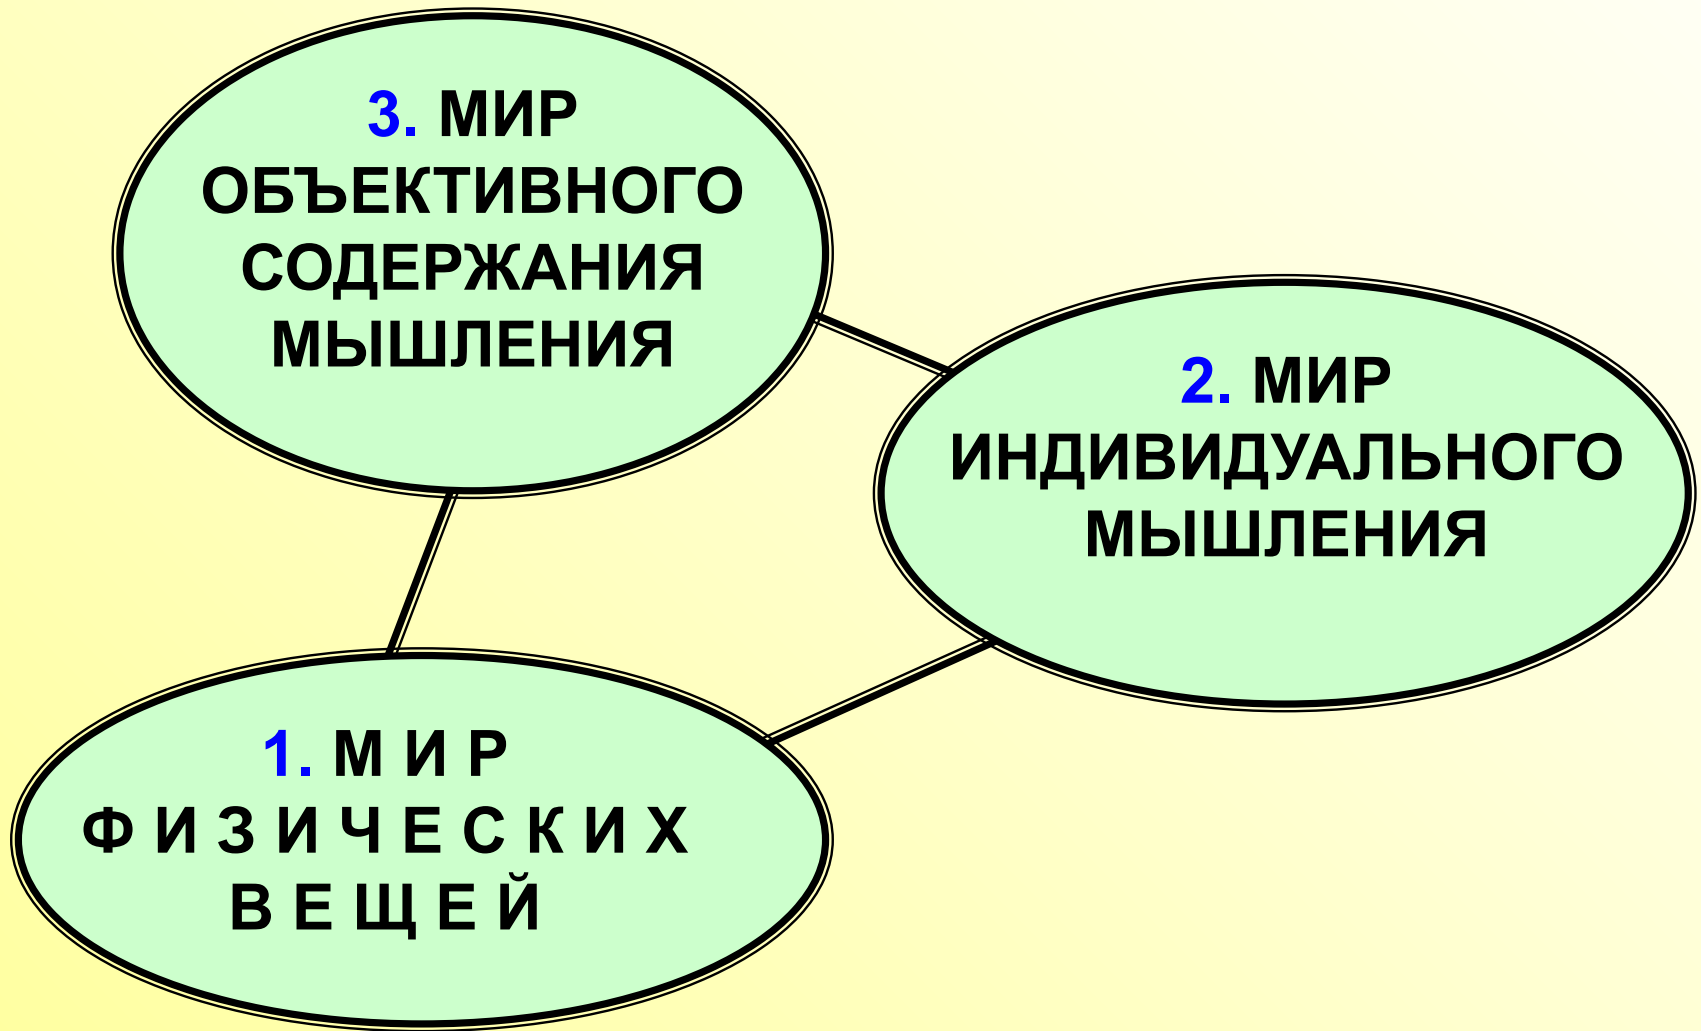 3. МИР
ОБЪЕКТИВНОГО
СОДЕРЖАНИЯ
МЫШЛЕНИЯ
2. МИР
ИНДИВИДУАЛЬНОГО
МЫШЛЕНИЯ
1. М И Р
Ф И З И Ч Е С К И Х
В Е Щ Е Й